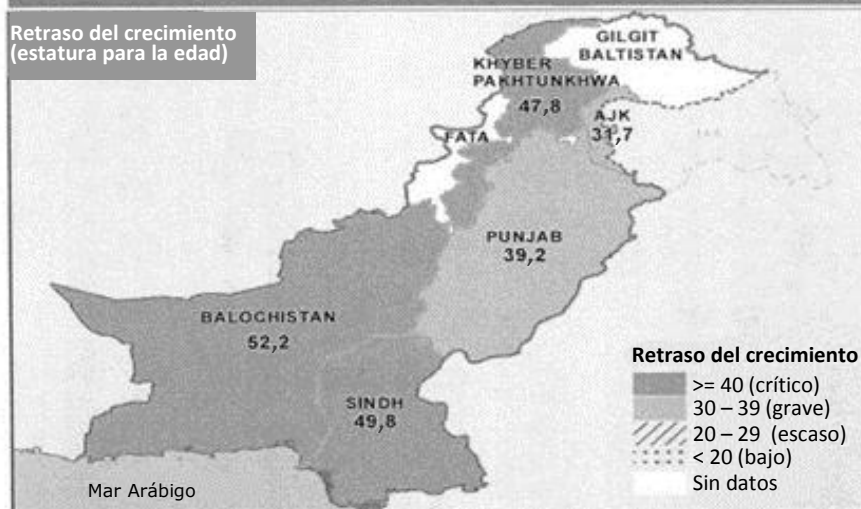 Retraso del crecimiento
(estatura para la edad)
GILGIT
BALTISTAN
KHYBER
PAKHTUNKHWA
47,8
AJK
31,7
FATA
PUNJAB
39,2
BALOCHISTAN
52,2
SINDH
49,8
Mar Arábigo
Retraso del crecimiento
>= 40 (crítico)
30 – 39 (grave)
20 – 29 (escaso)
< 20 (bajo)
Sin datos